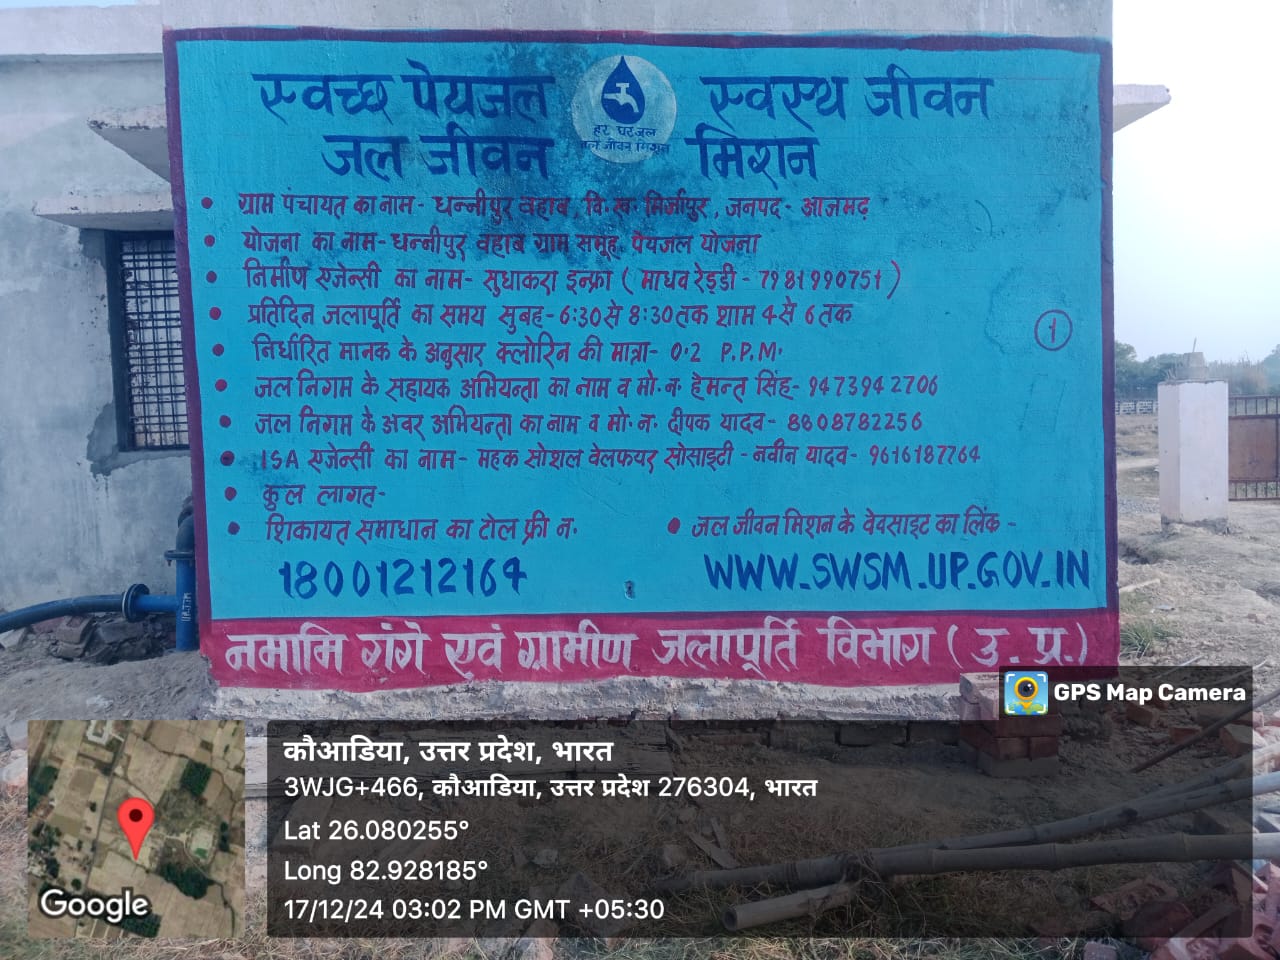 स्वच्छ पेयजल स्वस्थ जीवन
जल जीवन मिशन
हर घर जल
जल जीवन मिशन
• ग्राम पंचायत का नाम- धन्नीपुर वहाब, वि.ख. मिर्जापुर, जनपद- आजमढ़
• योजना का नाम- धन्नीपुर वहाब ग्राम समूह पेयजल योजना
• निर्माण एजेन्सी का नाम- सुधाकरा इन्फ्रा (माधव रेड्डी- 7981990751)
• प्रतिदिन जलापूर्ति का समय सुबह-6:30 से 8:30 तक शाम 4 से 6 तक
• निर्धारित मानक के अनुसार क्लोरिन की मात्रा- 0.2 P.P.M.
1
• जल निगम के सहायक अभियन्ता का नाम व मो. न. हेमन्त सिंह- 9473942706
• जल निगम के अवर अभियन्ता का नाम व मो. न. दीपक यादव- 8808782256
• ISA एजेन्सी का नाम- महक सोशल वेलफयर सोसाइटी - नवीन यादव- 9616187764
• कुल लागत-
• शिकायत समाधान का टोल फ्री न.
18001212164
• जल जीवन मिशन के वेवसाइट का लिंक -
WWW.SWSM.UP.GOV.IN
नमामि गंगे एवं ग्रामीण जलापूर्ति विभाग (उ. प्र.)
GPS Map Camera
कौआडिया, उत्तर प्रदेश, भारत
3WJG+466, कौआडिया, उत्तर प्रदेश 276304, भारत
Lat 26.080255°
Long 82.928185°
17/12/24 03:02 PM GMT +05:30
Google